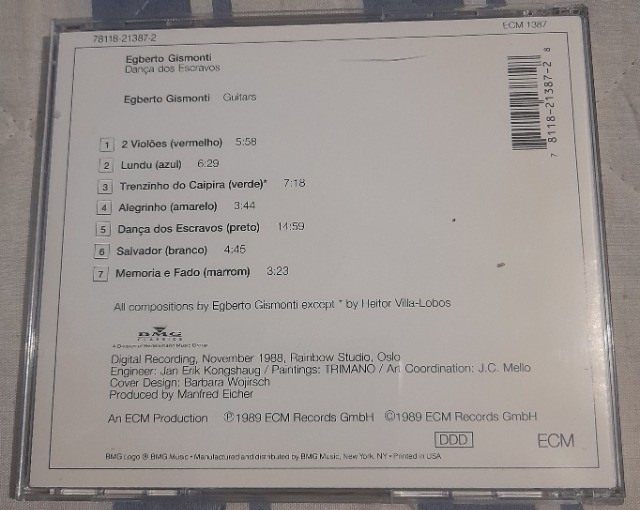 78118-21387-2
ECM 1387
Egberto Gismonti
Dança dos Escravos
Egberto Gismonti Guitars
7 8118-21387-2 8
1 2 Violões (vermelho) 5:58
2 Lundu (azul) 6:29
3 Trenzinho do Caipira (verde)* 7:18
4 Alegrinho (amarelo) 3:44
5 Dança dos Escravos (preto) 14:59
6 Salvador (branco) 4:45
7 Memoria e Fado (marrom) 3:23
All compositions by Egberto Gismonti except * by Heitor Villa-Lobos
BMG
CLASSICS
A Division of Bertelsmann Music Group
Digital Recording, November 1988, Rainbow Studio, Oslo
Engineer: Jan Erik Kongshaug / Paintings: TRIMANO / Art Coordination: J.C. Mello
Cover Design: Barbara Wojirsch
Produced by Manfred Eicher
An ECM Production ℗1989 ECM Records GmbH ©1989 ECM Records GmbH
DDD ECM
BMG Logo ® BMG Music • Manufactured and distributed by BMG Music, New York, NY • Printed in USA